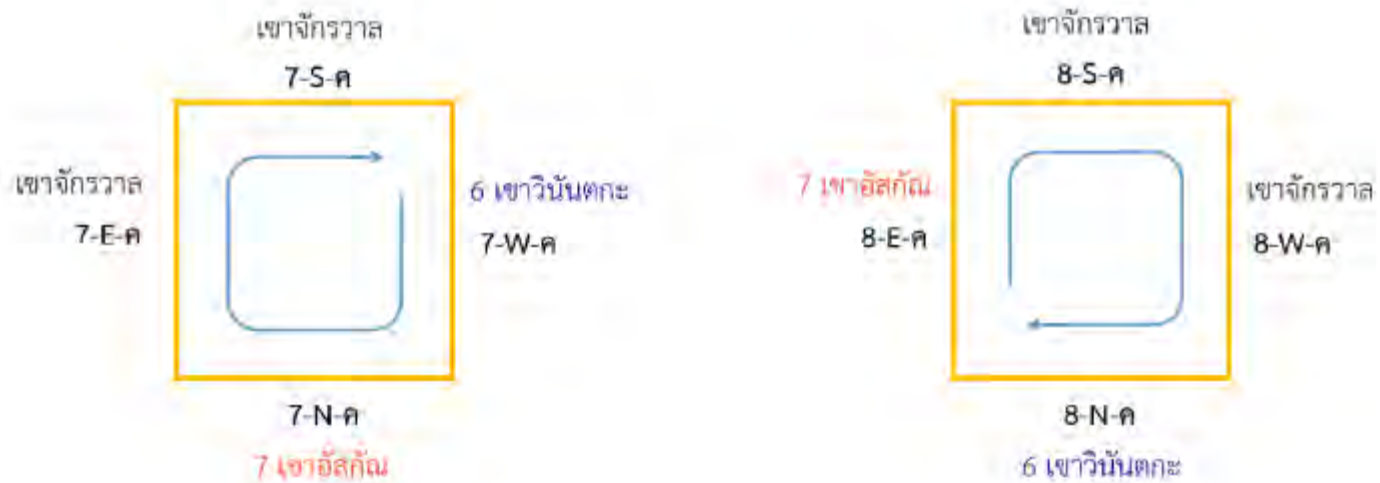 เขาจักรวาล
7-S-ค
เขาจักรวาล
7-E-ค
6 เขาวินันตกะ
7-W-ค
7-N-ค
7 เขาอัสกัณ
เขาจักรวาล
8-S-ค
7 เขาอัสกัณ
8-E-ค
เขาจักรวาล
8-W-ค
8-N-ค
6 เขาวินันตกะ